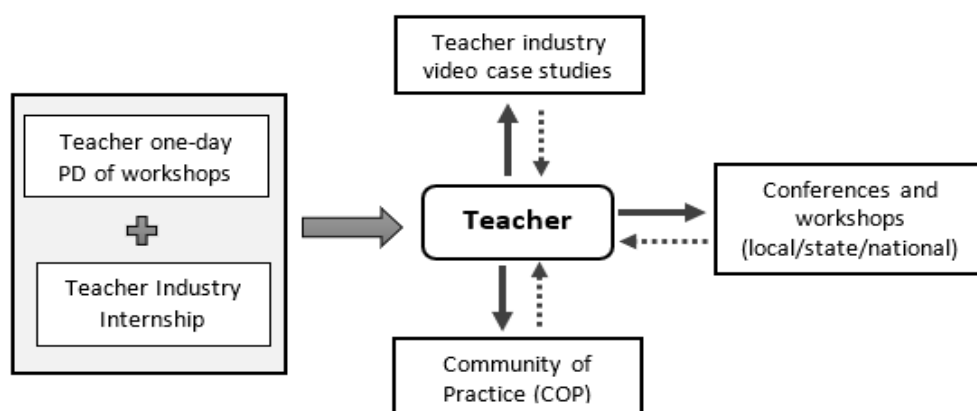 Teacher industry
video case studies
Teacher one-day
PD of workshops
Teacher Industry
Internship
Teacher
Conferences and
workshops
(local/state/national)
Community of
Practice (COP)